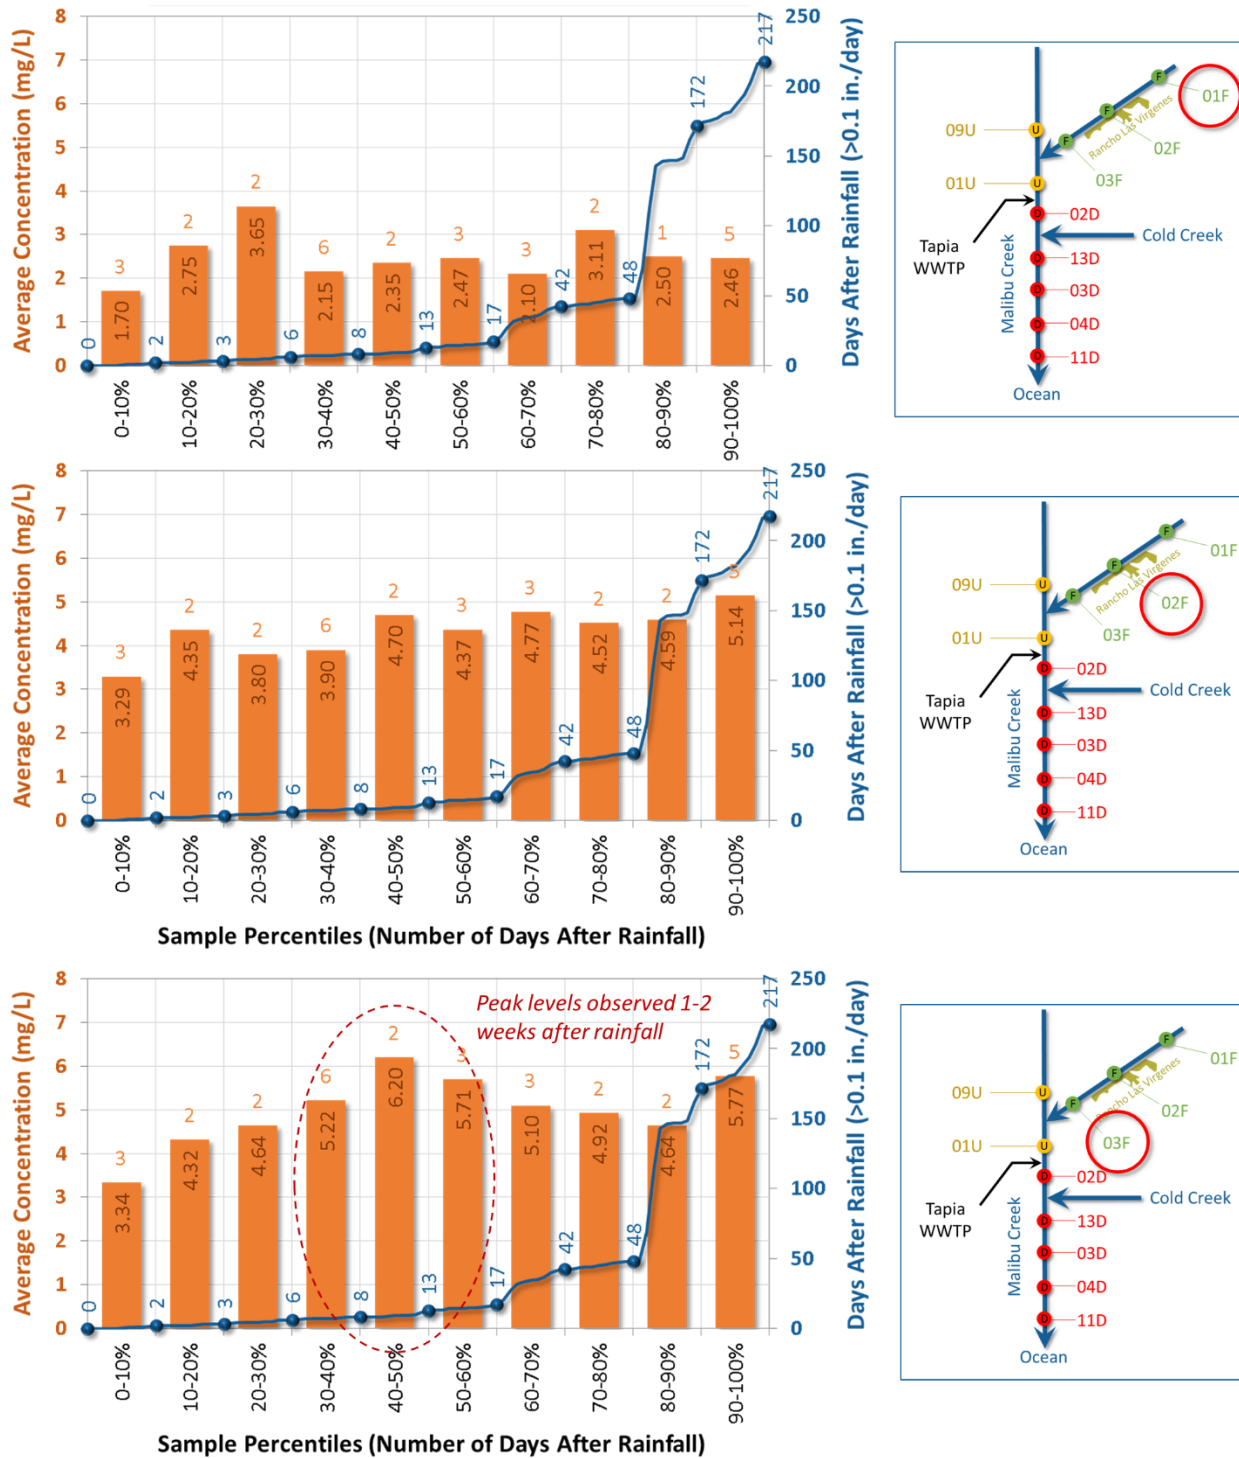 Average Concentration (mg/L)
8
7
6
5
4
3
2
1
0
3
2
2
6
2
3
3
2
1
5
1.70
2.75
3.65
2.15
2.35
2.47
2.10
3.11
2.50
2.46
0
2
3
6
8
13
17
42
48
172
217
250
200
150
100
50
0
Days After Rainfall (>0.1 in./day)
0-10%
10-20%
20-30%
30-40%
40-50%
50-60%
60-70%
70-80%
80-90%
90-100%
F
01F
F
Rancho Las Virgenes
02F
F
03F
09U
U
01U
U
Tapia
WWTP
D
02D
Cold Creek
Malibu Creek
D
13D
D
03D
D
04D
D
11D
Ocean
Average Concentration (mg/L)
8
7
6
5
4
3
2
1
0
3
2
2
6
2
3
3
2
2
5
3.29
4.35
3.80
3.90
4.70
4.37
4.77
4.52
4.59
5.14
0
2
3
6
8
13
17
42
48
172
217
250
200
150
100
50
0
Days After Rainfall (>0.1 in./day)
0-10%
10-20%
20-30%
30-40%
40-50%
50-60%
60-70%
70-80%
80-90%
90-100%
Sample Percentiles (Number of Days After Rainfall)
F
01F
F
Rancho Las Virgenes
02F
F
03F
09U
U
01U
U
Tapia
WWTP
D
02D
Cold Creek
Malibu Creek
D
13D
D
03D
D
04D
D
11D
Ocean
Average Concentration (mg/L)
8
7
6
5
4
3
2
1
0
Peak levels observed 1-2
weeks after rainfall
3
2
2
6
2
3
3
2
2
5
3.34
4.32
4.64
5.22
6.20
5.71
5.10
4.92
4.64
5.77
0
2
3
6
8
13
17
42
48
172
217
250
200
150
100
50
0
Days After Rainfall (>0.1 in./day)
0-10%
10-20%
20-30%
30-40%
40-50%
50-60%
60-70%
70-80%
80-90%
90-100%
Sample Percentiles (Number of Days After Rainfall)
F
01F
F
Rancho Las Virgenes
02F
F
03F
09U
U
01U
U
Tapia
WWTP
D
02D
Cold Creek
Malibu Creek
D
13D
D
03D
D
04D
D
11D
Ocean